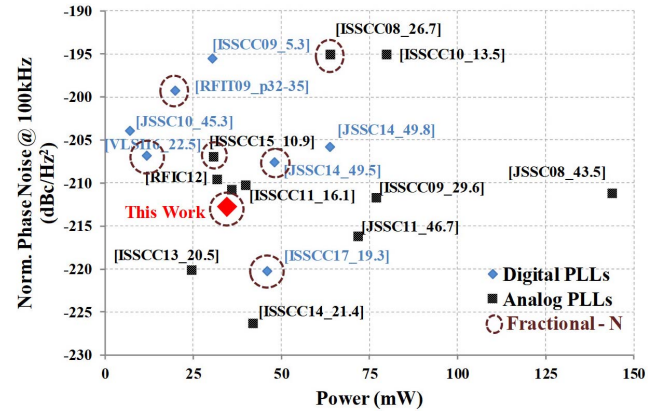 Norm. Phase Noise @ 100kHz
(dBc/Hz²)
-190
-195
-200
-205
-210
-215
-220
-225
-230
[ISSCC08_26.7]
[ISSCC09_5.3]
[ISSCC10_13.5]
[RFIT09_p32-35]
[JSSC10_45.3]
[JSSC14_49.8]
[VLSI10_22.5]
[ISSCC15_10.9]
[JSSC14_49.5]
[JSSC08_43.5]
[RFIC12]
[ISSCC11_16.1]
[ISSCC09_29.6]
This Work
[JSSC11_46.7]
[ISSCC13_20.5]
[ISSCC17_19.3]
[ISSCC14_21.4]
Digital PLLs
Analog PLLs
Fractional - N
0 25 50 75 100 125 150
Power (mW)